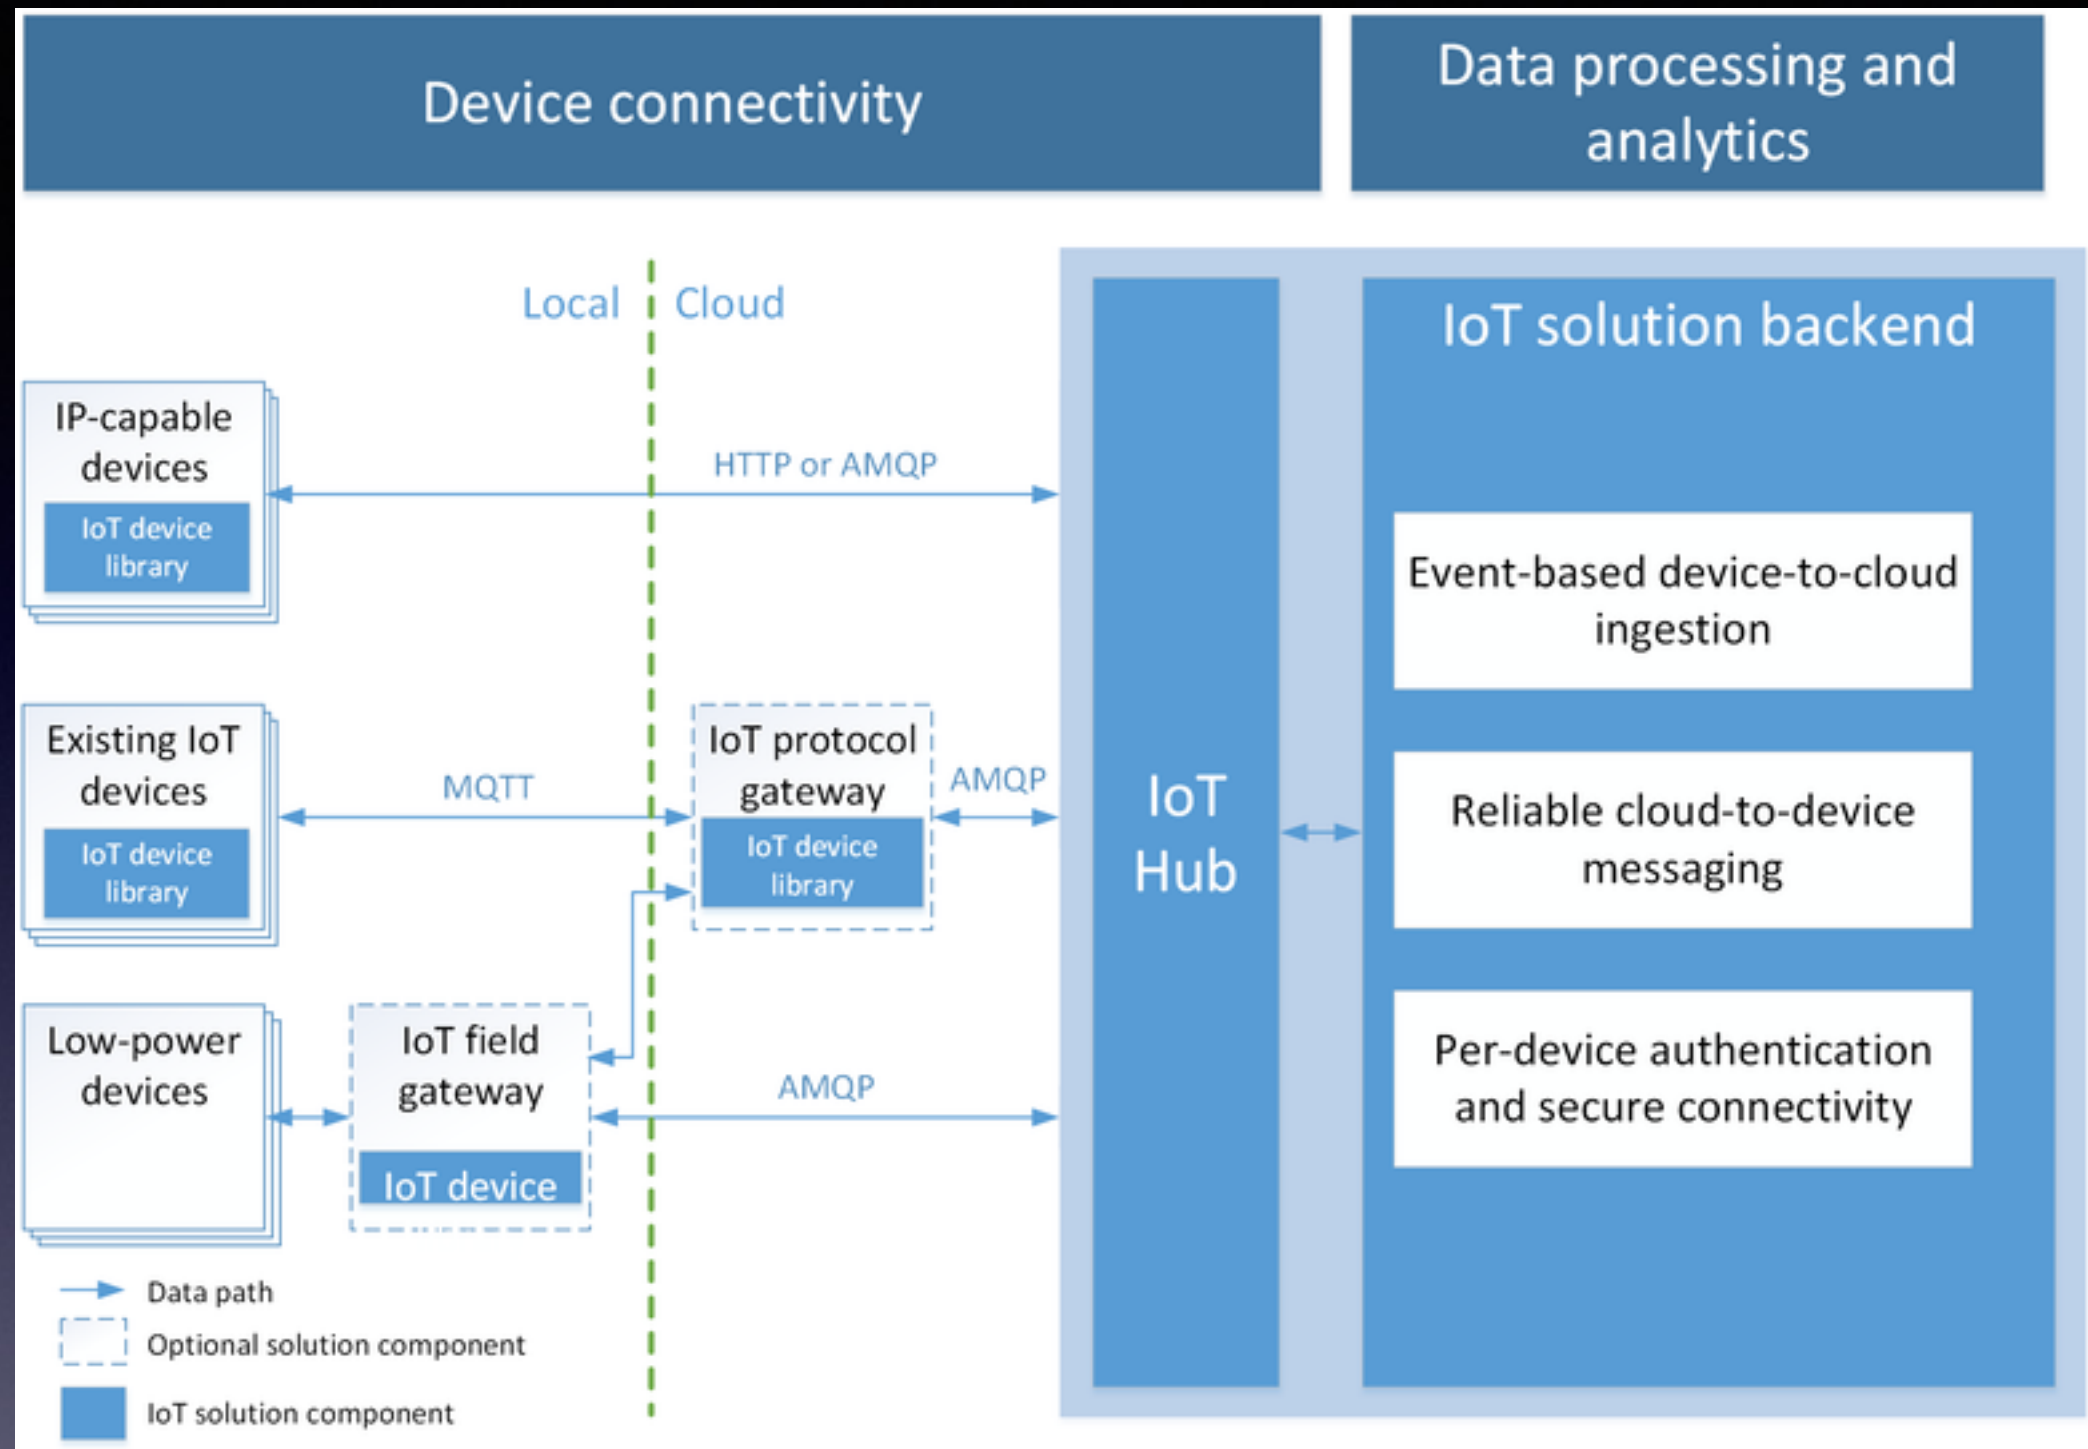 Device connectivity
Data processing and
analytics
Local
Cloud
IoT solution backend
IP-capable
devices
IoT device
library
HTTP or AMQP
Event-based device-to-cloud
ingestion
Existing IoT
devices
IoT device
library
MQTT
IoT protocol
gateway
IoT device
library
AMQP
IoT
Hub
Reliable cloud-to-device
messaging
Low-power
devices
IoT field
gateway
IoT device
AMQP
Per-device authentication
and secure connectivity
Data path
Optional solution component
IoT solution component